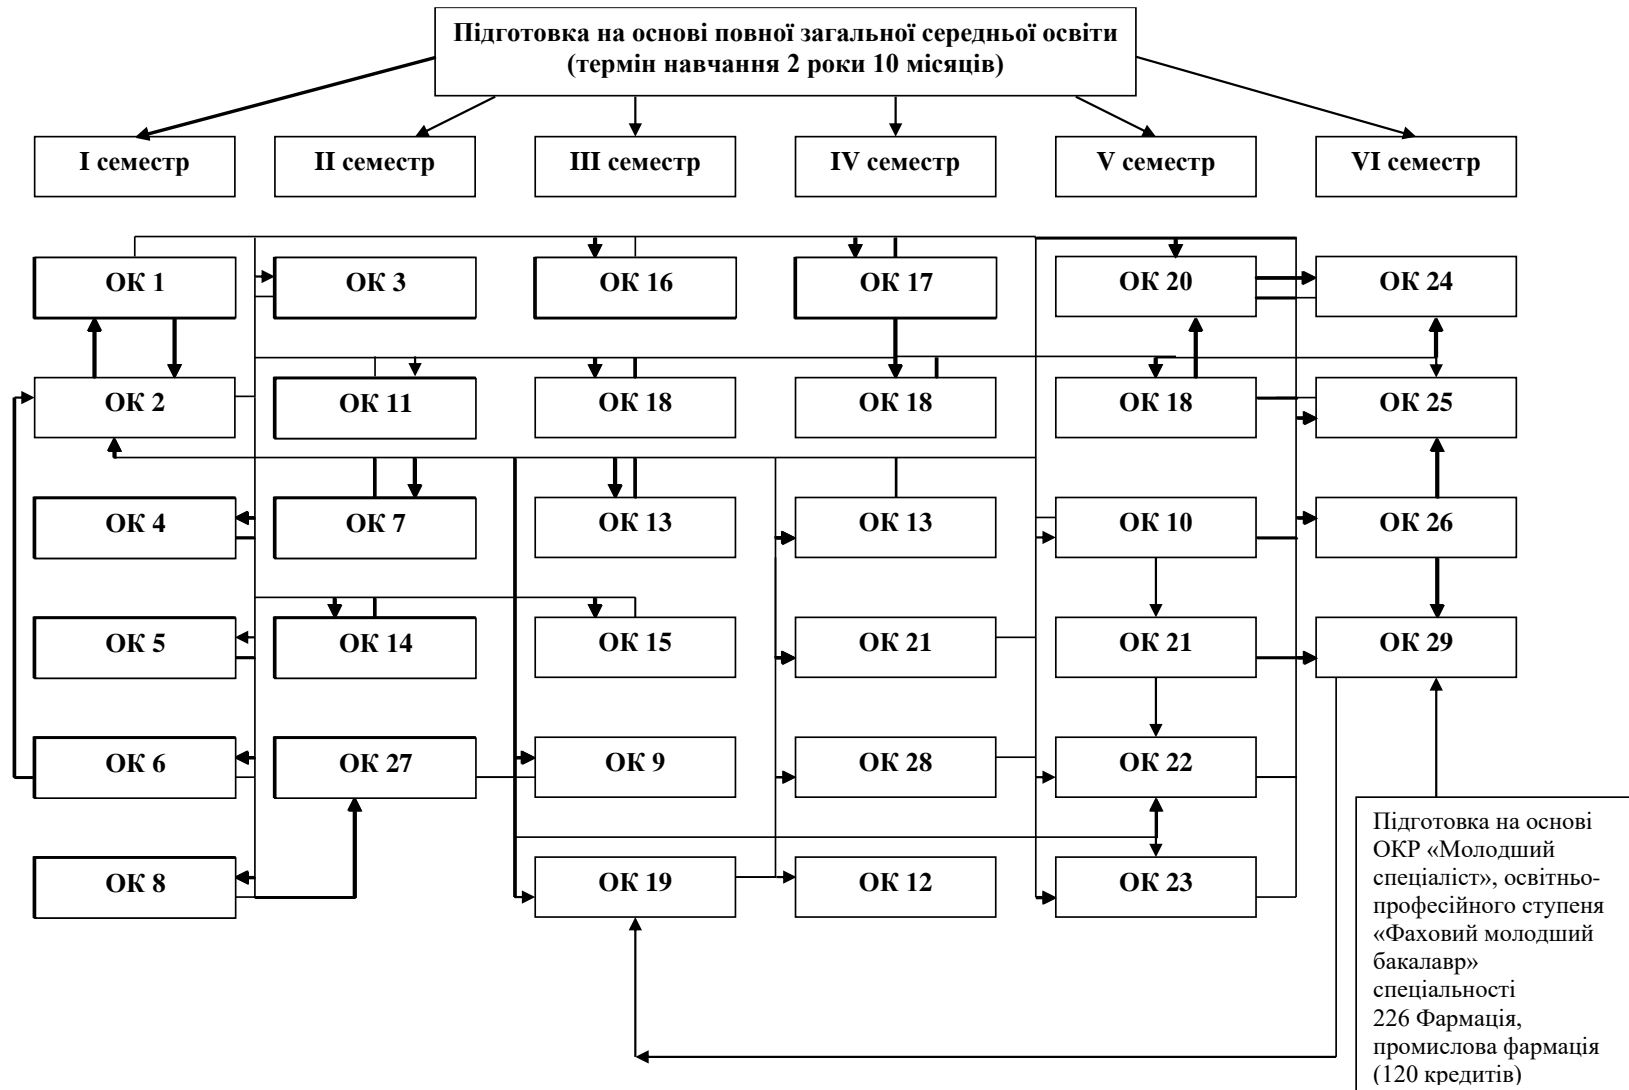 Підготовка на основі повної загальної середньої освіти
(термін навчання 2 роки 10 місяців)
І семестр
ІІ семестр
ІІІ семестр
ІV семестр
V семестр
VI семестр
ОК 1
ОК 3
ОК 16
ОК 17
ОК 20
ОК 24
ОК 2
ОК 11
ОК 18
ОК 18
ОК 18
ОК 25
ОК 4
ОК 7
ОК 13
ОК 13
ОК 10
ОК 26
ОК 5
ОК 14
ОК 15
ОК 21
ОК 21
ОК 29
ОК 6
ОК 27
ОК 9
ОК 28
ОК 22
ОК 8
ОК 19
ОК 12
ОК 23
Підготовка на основі
ОКР «Молодший
спеціаліст», освітньо-
професійного ступеня
«Фаховий молодший
бакалавр»
спеціальності
226 Фармація,
промислова фармація
(120 кредитів)